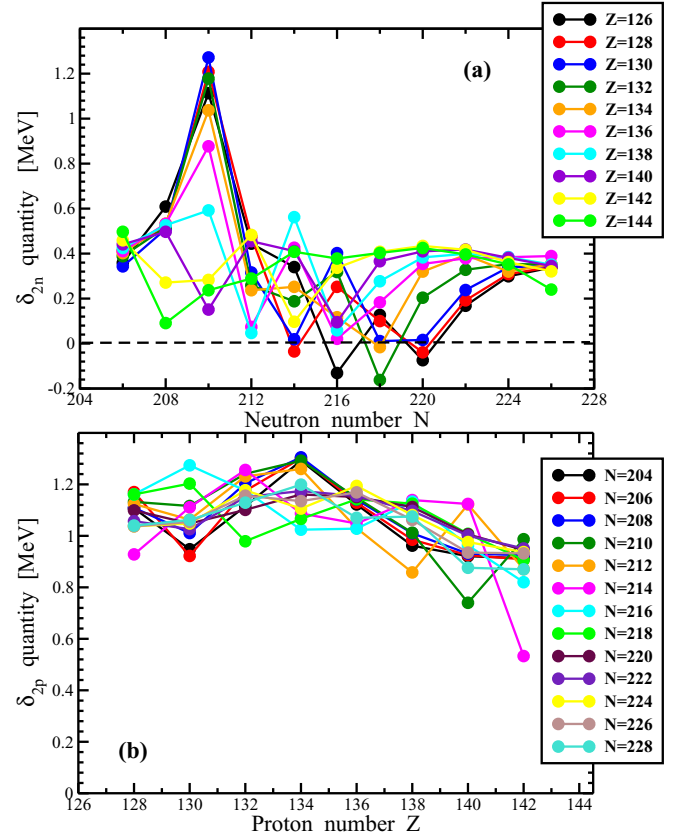 (a)
Z=126
Z=128
Z=130
Z=132
Z=134
Z=136
Z=138
Z=140
Z=142
Z=144
δ2n quantity [MeV]
1.2
1
0.8
0.6
0.4
0.2
0
-0.2
204 208 212 216 220 224 228
Neutron number N
(b)
N=204
N=206
N=208
N=210
N=212
N=214
N=216
N=218
N=220
N=222
N=224
N=226
N=228
δ2p quantity [MeV]
1.2
1
0.8
0.6
0.4
0.2
0
126 128 130 132 134 136 138 140 142 144
Proton number Z